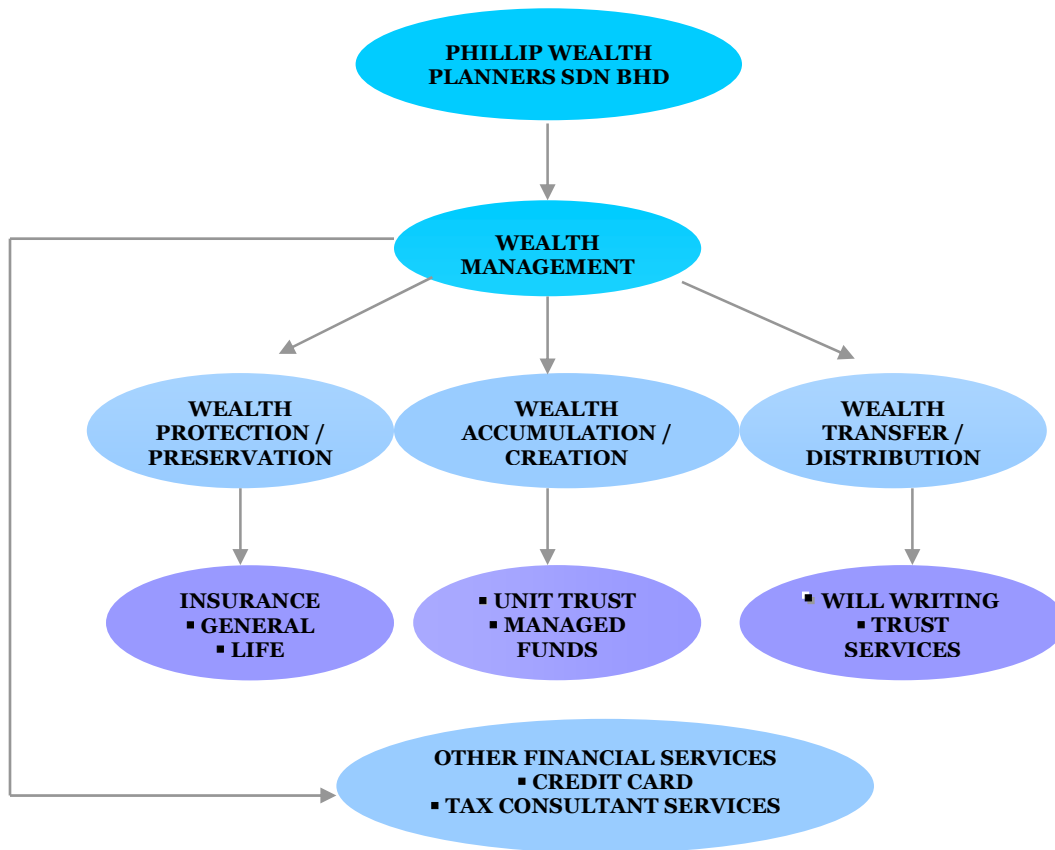 PHILLIP WEALTH
PLANNERS SDN BHD
WEALTH
MANAGEMENT
WEALTH
PROTECTION /
PRESERVATION
WEALTH
ACCUMULATION /
CREATION
WEALTH
TRANSFER /
DISTRIBUTION
INSURANCE
▪ GENERAL
▪ LIFE
▪ UNIT TRUST
▪ MANAGED
FUNDS
▪ WILL WRITING
▪ TRUST
SERVICES
OTHER FINANCIAL SERVICES
▪ CREDIT CARD
▪ TAX CONSULTANT SERVICES